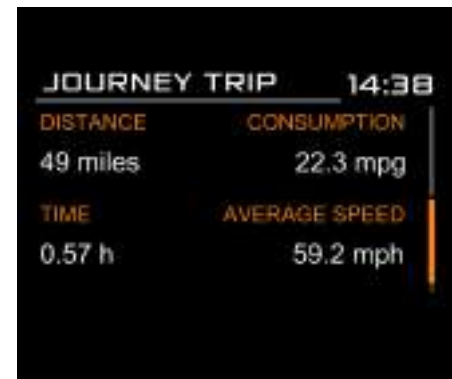 JOURNEY TRIP 14:38
DISTANCE CONSUMPTION
49 miles 22.3 mpg
TIME AVERAGE SPEED
0.57 h 59.2 mph